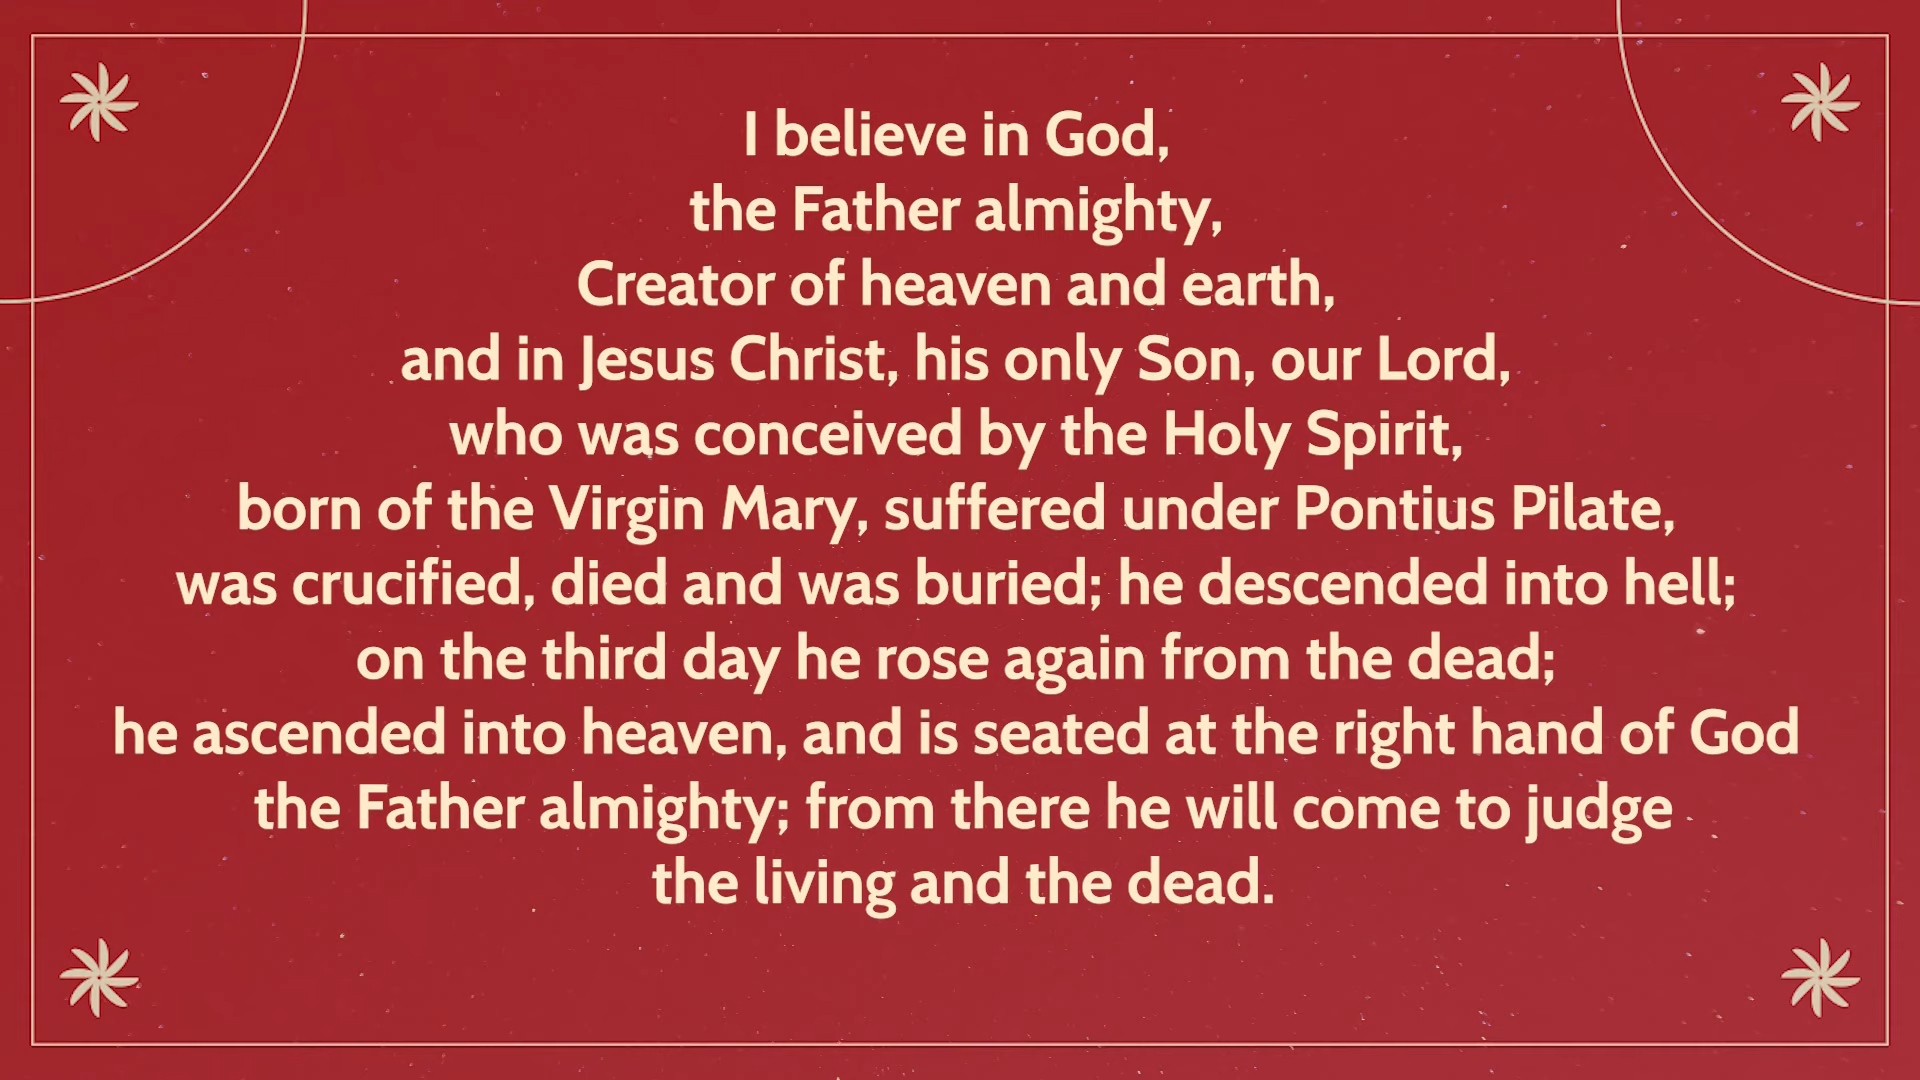 I believe in God,
the Father almighty,
Creator of heaven and earth,
and in Jesus Christ, his only Son, our Lord,
who was conceived by the Holy Spirit,
born of the Virgin Mary, suffered under Pontius Pilate,
was crucified, died and was buried; he descended into hell;
on the third day he rose again from the dead;
he ascended into heaven, and is seated at the right hand of God
the Father almighty; from there he will come to judge
the living and the dead.